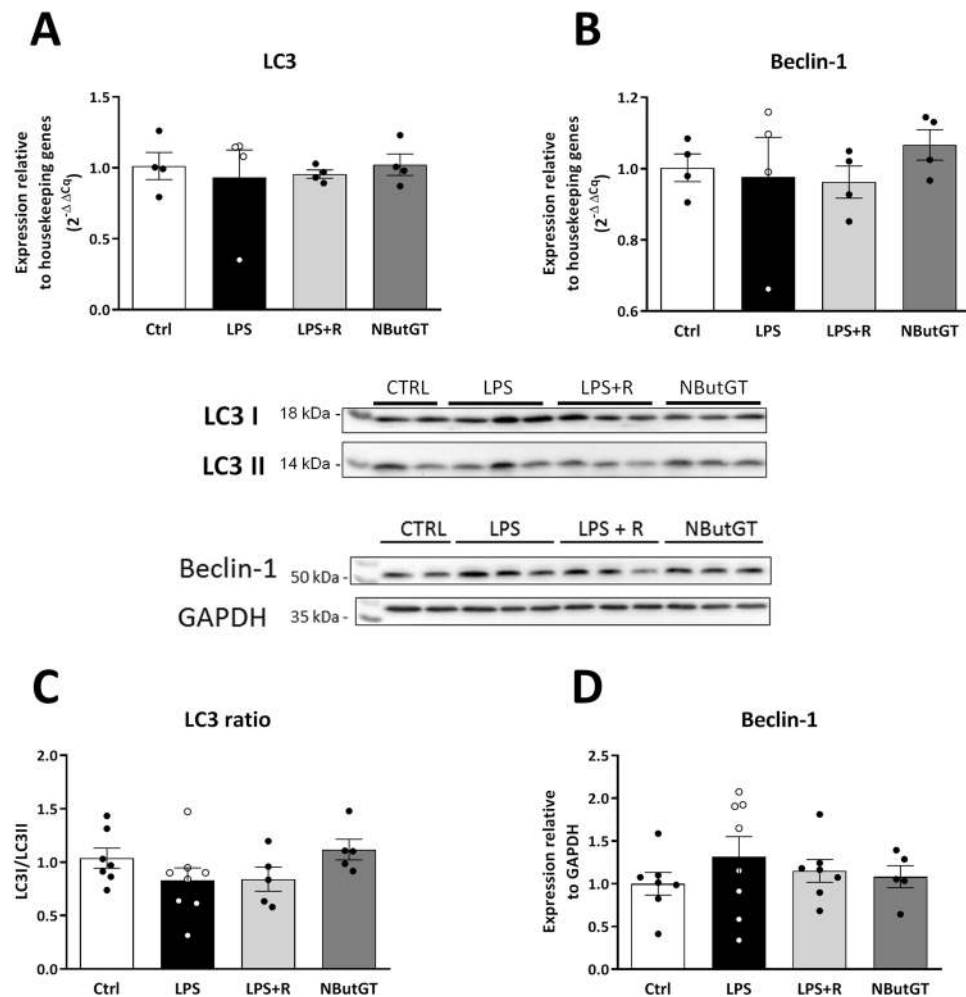 A
LC3
Expression relative
to housekeeping genes
(2^-Δ ΔCq)
1.5
1.0
0.5
0.0
Ctrl LPS LPS+R NButGT
B
Beclin-1
Expression relative
to housekeeping genes
(2^-Δ ΔCq)
1.2
1.0
0.8
0.6
Ctrl LPS LPS+R NButGT
CTRL LPS LPS+R NButGT
LC3 I 18 kDa -
LC3 II 14 kDa -
CTRL LPS LPS + R NButGT
Beclin-1 50 kDa -
GAPDH 35 kDa -
C
LC3 ratio
LC3I/LC3II
2.0
1.5
1.0
0.5
0.0
Ctrl LPS LPS+R NButGT
D
Beclin-1
Expression relative
to GAPDH
2.5
2.0
1.5
1.0
0.5
0.0
Ctrl LPS LPS+R NButGT